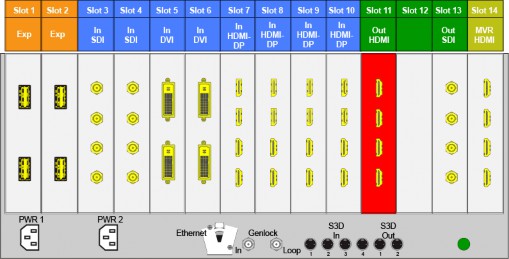 Slot 1 Slot 2 Slot 3 Slot 4 Slot 5 Slot 6 Slot 7 Slot 8 Slot 9 Slot 10 Slot 11 Slot 12 Slot 13 Slot 14
Exp Exp In In In In In In In In Out Out MVR
SDI SDI DVI DVI HDMI- HDMI- HDMI- HDMI- HDMI SDI HDMI
DP DP DP DP
PWR 1 PWR 2
Ethernet Genlock S3D S3D
In Loop In Out
1 2 3 4 1 2